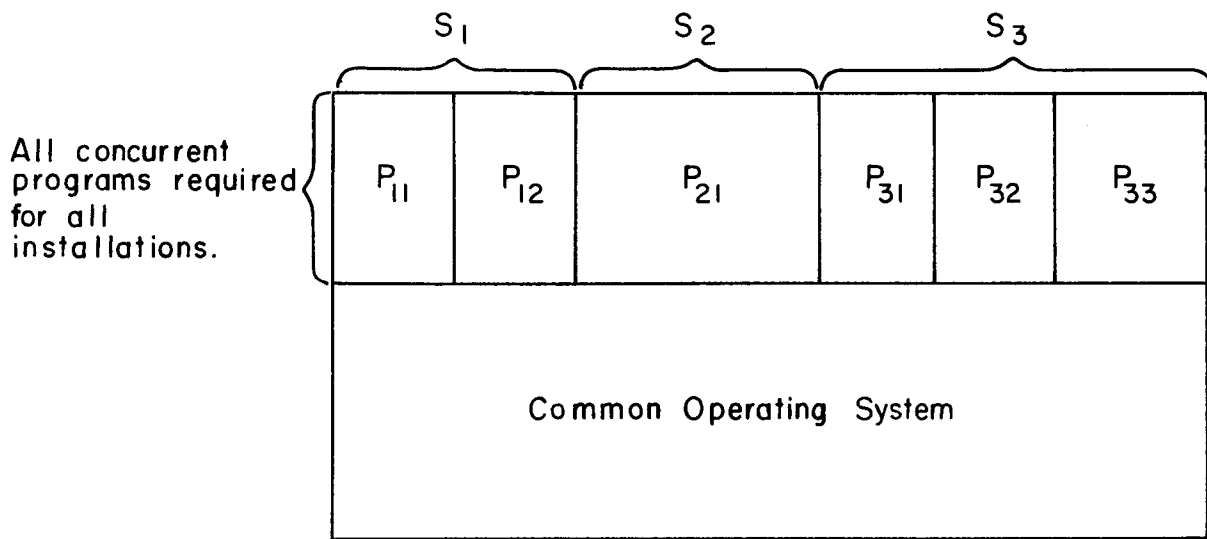 S1 S2 S3
All concurrent
programs required
for all
installations.
P11 P12 P21 P31 P32 P33
Common Operating System